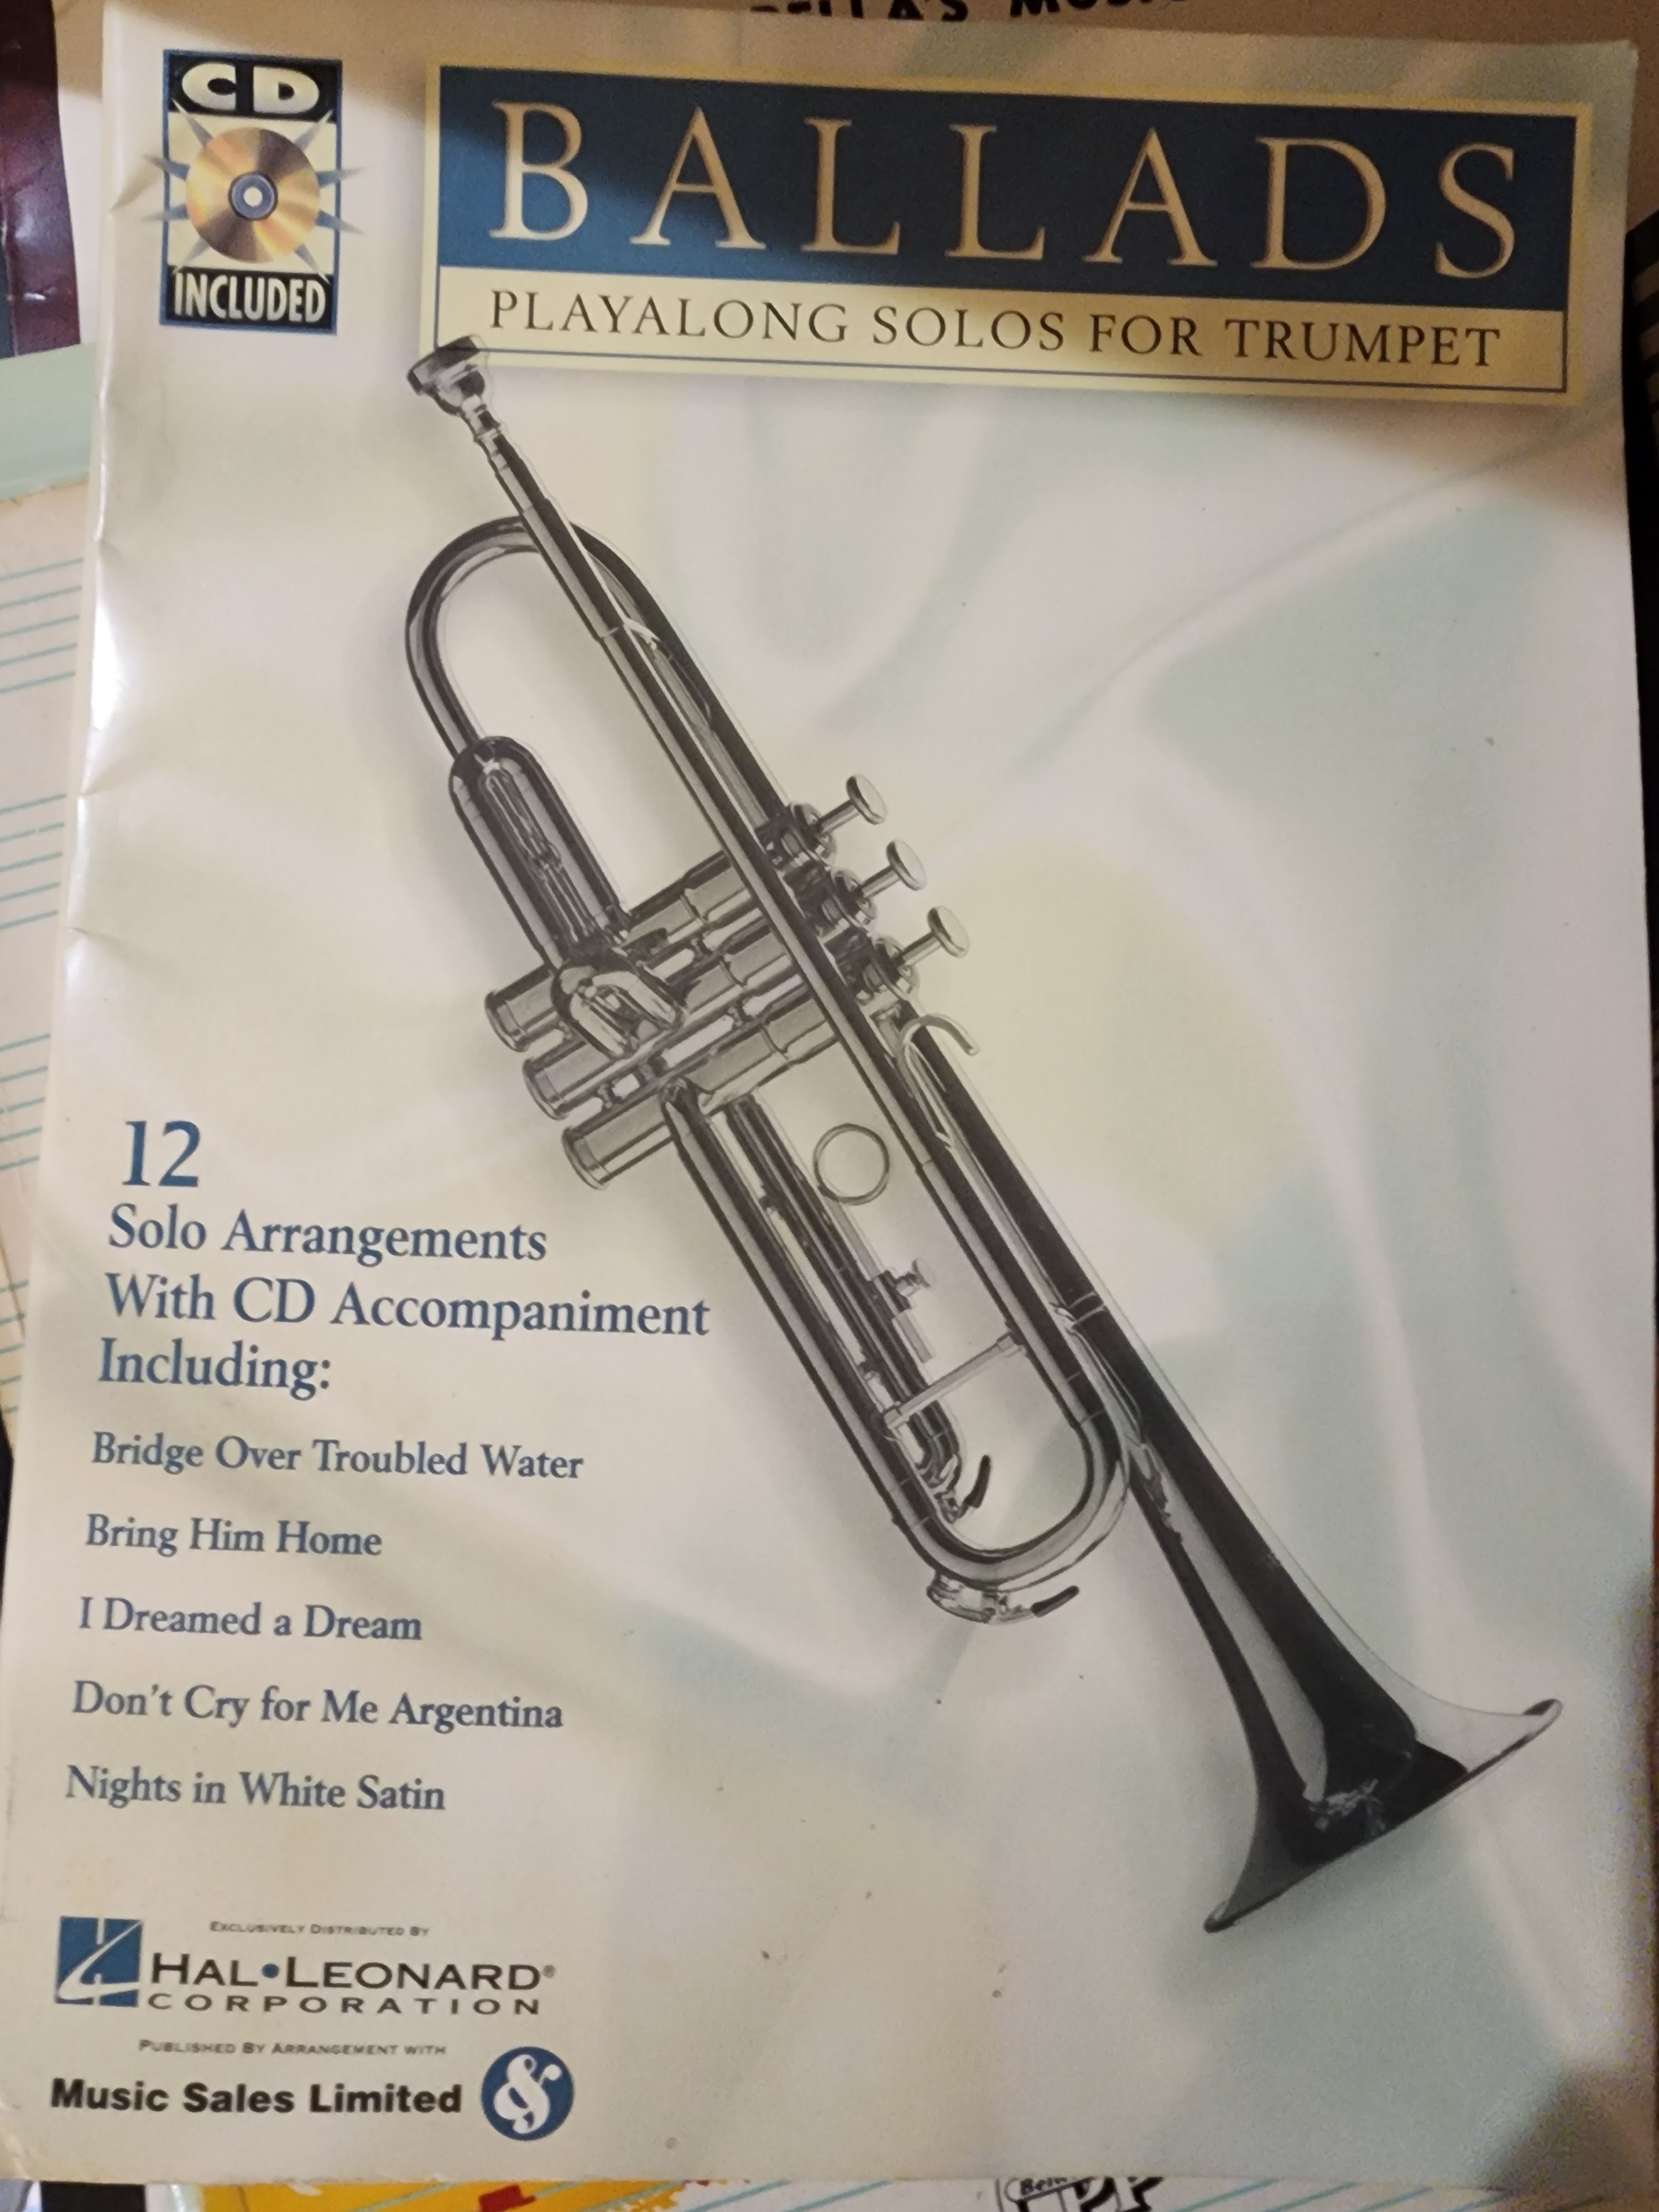 CD
INCLUDED
BALLADS
PLAYALONG SOLOS FOR TRUMPET
12
Solo Arrangements
With CD Accompaniment
Including:
Bridge Over Troubled Water
Bring Him Home
I Dreamed a Dream
Don't Cry for Me Argentina
Nights in White Satin
EXCLUSIVELY DISTRIBUTED BY
HAL•LEONARD®
CORPORATION
PUBLISHED BY ARRANGEMENT WITH
Music Sales Limited
&